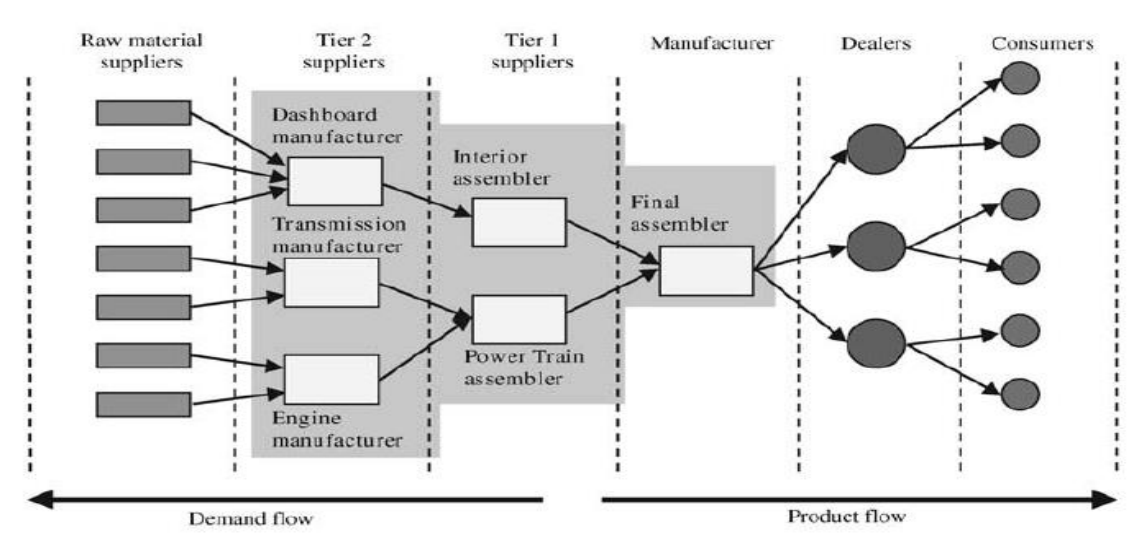 Raw material
suppliers
Tier 2
suppliers
Tier 1
suppliers
Manufacturer
Dealers
Consumers
Dashboard
manufacturer
Interior
assembler
Final
assembler
Transmission
manufacturer
Power Train
assembler
Engine
manufacturer
Demand flow
Product flow